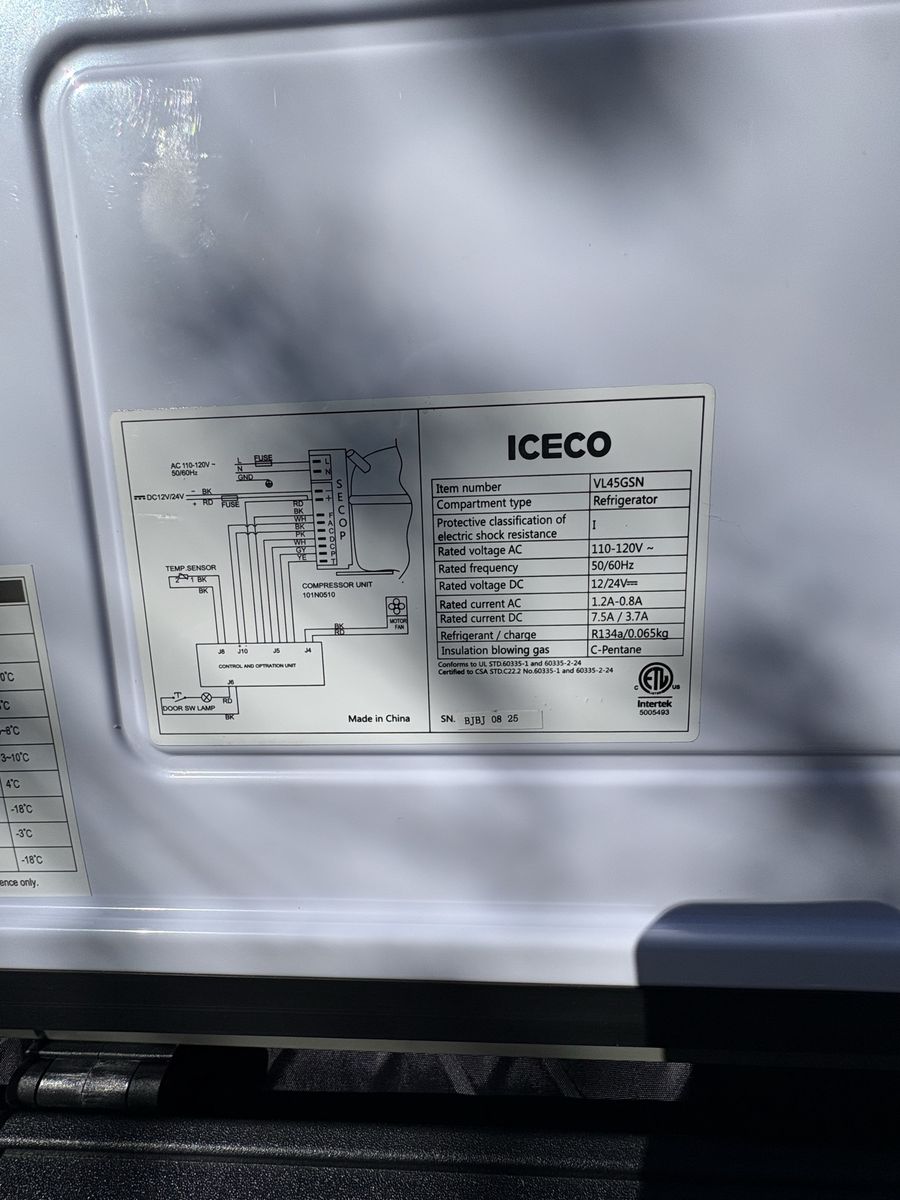 AC 110-120V ~
50/60Hz
L
FUSE
N
GND
L
N
DC12V/24V
-
BK
+
RD
FUSE
-
+
RD
BK
WH
BK
PK
WH
GY
YE
F
A
C
D
C
P
T
SECOP
TEMP.SENSOR
2 1 BK
BK
COMPRESSOR UNIT
101N0510
MOTOR
FAN
BK
RD
J8 J10 J5 J4
CONTROL AND OPTRATION UNIT
J6
T
RD
DOOR SW LAMP
BK
Made in China
ICECO
Item number VL45GSN
Compartment type Refrigerator
Protective classification of
electric shock resistance I
Rated voltage AC 110-120V ~
Rated frequency 50/60Hz
Rated voltage DC 12/24V⎓
Rated current AC 1.2A-0.8A
Rated current DC 7.5A / 3.7A
Refrigerant / charge R134a/0.065kg
Insulation blowing gas C-Pentane
Conforms to UL STD.60335-1 and 60335-2-24
Certified to CSA STD.C22.2 No.60335-1 and 60335-2-24
C ETL US
Intertek
5005493
SN. BJBJ 08 25
0°C
°C
~8°C
3~10°C
4°C
-18°C
-3°C
-18°C
ence only.